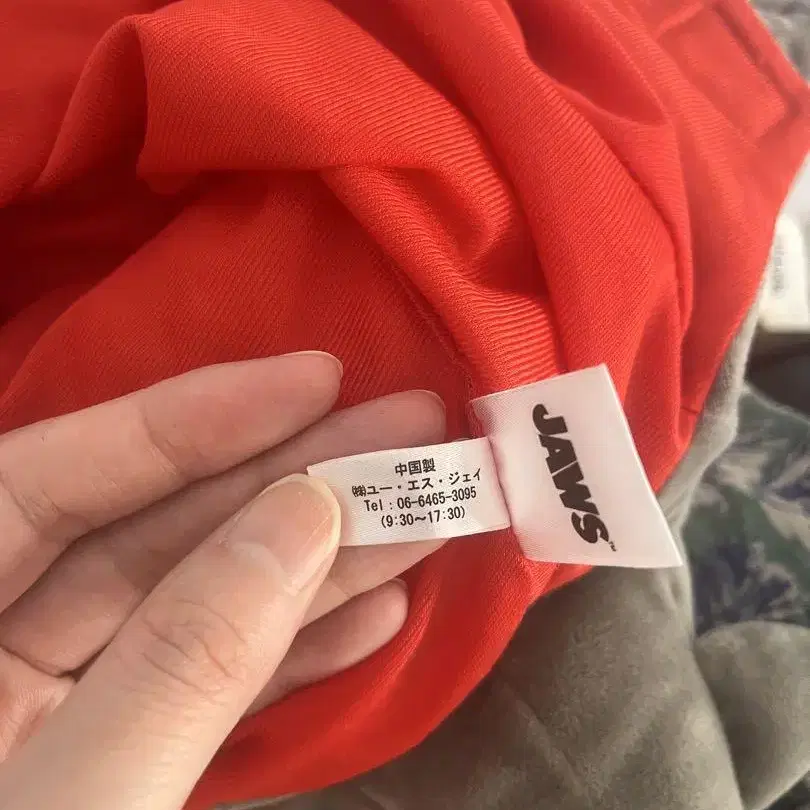 中国製
㈱ユー・エス・ジェイ
Tel：06-6465-3095
(9:30～17:30)
JAWS™